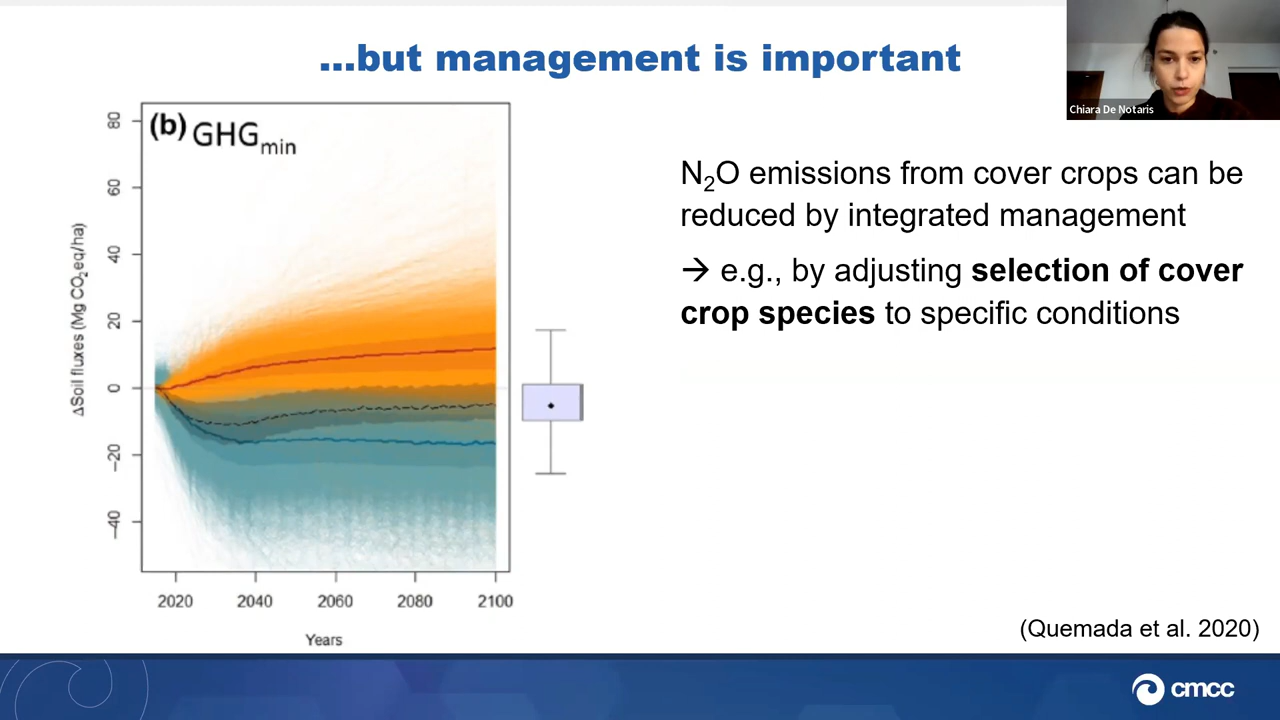 ...but management is important
Chiara De Notaris
(b) GHGmin
80
60
40
20
0
−20
−40
ΔSoil fluxes (Mg CO2eq/ha)
2020 2040 2060 2080 2100
Years
N2O emissions from cover crops can be
reduced by integrated management
→ e.g., by adjusting selection of cover
crop species to specific conditions
(Quemada et al. 2020)
cmcc